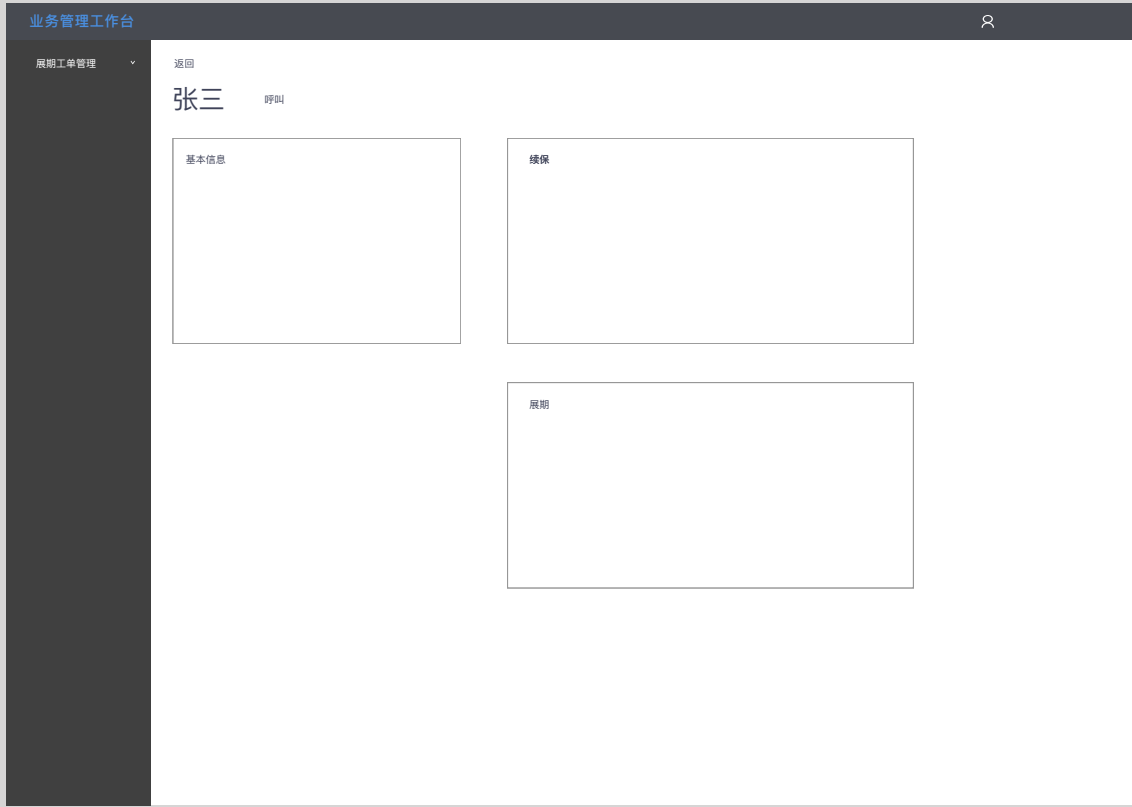 业务管理工作台
展期工单管理
返回
张三
呼叫
基本信息
续保
展期